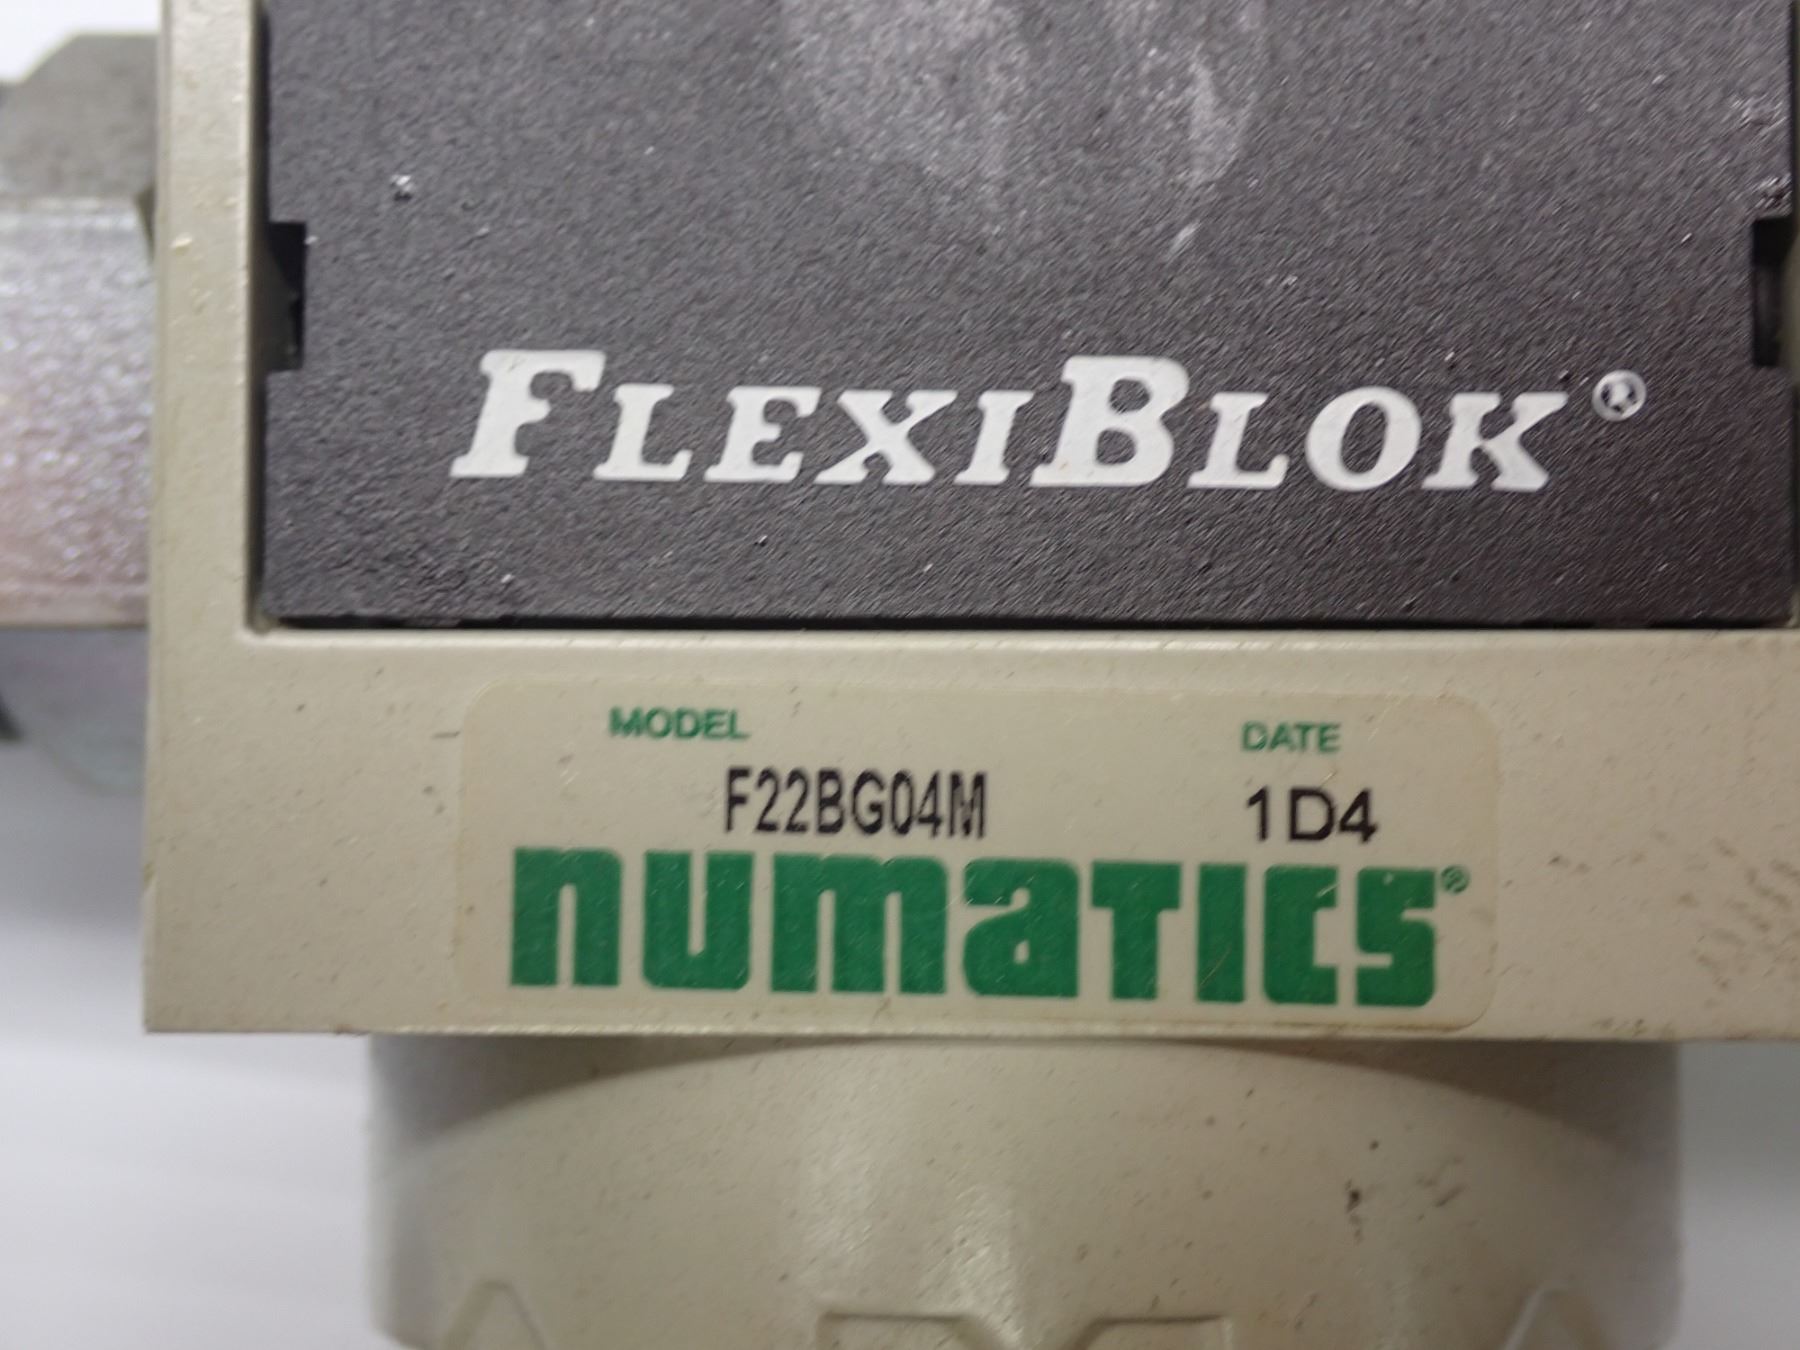 FLEXIBLOK®
MODEL DATE
F22BG04M 1D4
numatics®